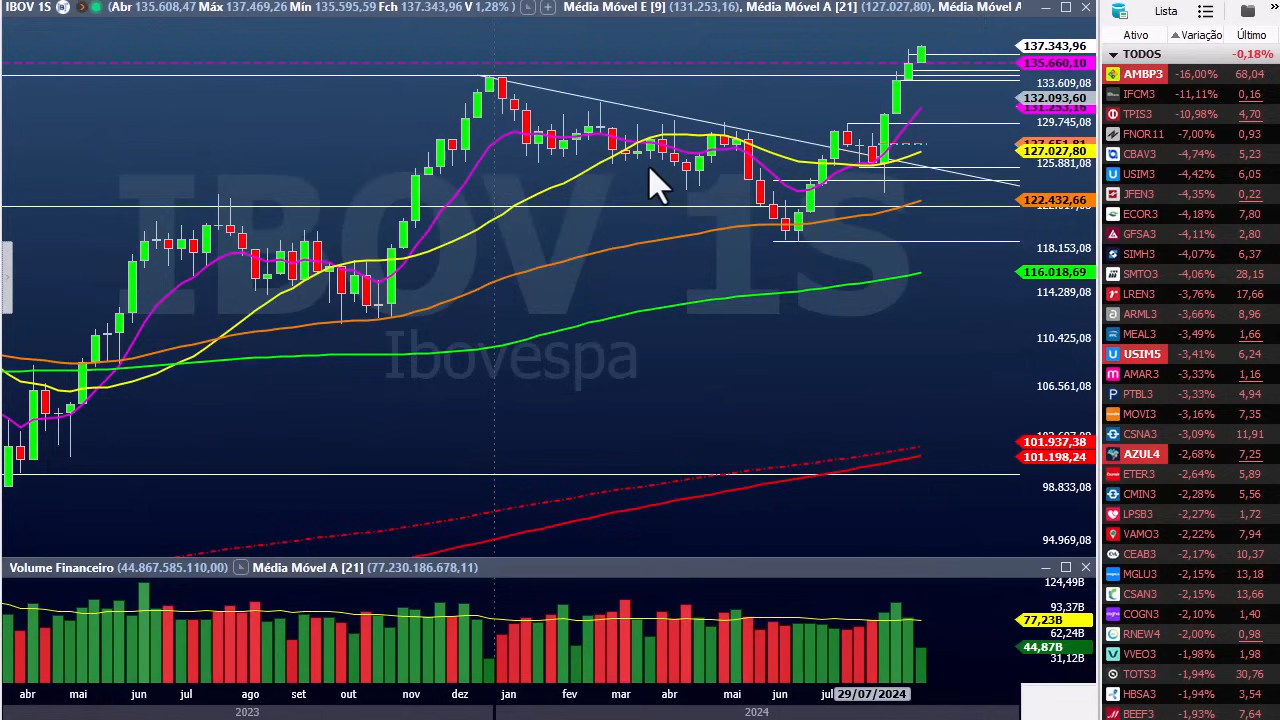 IBOV 1S (Abr 135.608,47 Máx 137.469,26 Mín 135.595,59 Fch 137.343,96 V 1,28% ) Média Móvel E [9] (131.253,16), Média Móvel A [21] (127.027,80), Média Móvel A
137.343,96
135.660,10
133.609,08
132.093,60
131.253,16
129.745,08
127.027,80
125.881,08
122.432,66
118.153,08
116.018,69
114.289,08
110.425,08
106.561,08
101.937,38
101.198,24
98.833,08
94.969,08
IBOV 1S
Ibovespa
Volume Financeiro (44.867.585.110,00) Média Móvel A [21] (77.230.186.678,11)
124,49B
93,37B
77,23B
62,24B
44,87B
31,12B
abr mai jun jul ago set out nov dez jan fev mar abr mai jun jul 29/07/2024
2023 2024
Lista
Ativo Variação Último
TODOS -0,18%
AMBP3 -16,00% 68,04
IFCM3 -11,11% 0,16
TPIS3 -10,98% 4,70
FNOR11 -7,00% 0,93
CBAV3 -4,74% 5,23
USIM3 -4,42% 6,05
JFEN3 -4,35% 0,22
ECOR3 -4,18% 7,80
GFSA3 -4,11% 2,80
SIMH3 -4,07% 6,37
SMTO3 -4,06% 28,15
LREN3 -3,76% 17,66
ARML3 -3,66% 8,96
MEAL3 -3,49% 1,66
USIM5 -3,41% 6,24
AMAR3 -3,33% 1,16
PTBL3 -3,33% 4,94
MOVI3 -3,16% 7,35
CSNA3 -3,09% 11,91
AZUL4 -2,68% 7,25
ETER3 -2,64% 5,89
CMIN3 -2,28% 5,56
LPSB3 -2,27% 1,72
VAMO3 -2,22% 7,94
CEAB3 -2,17% 10,37
MGLU3 -2,15% 13,18
CSAN3 -2,15% 13,66
COGN3 -2,10% 1,40
RNEW4 -2,00% 0,98
VVEO3 -1,98% 1,98
TOTS3 -1,94% 30,76
HBSA3 -1,94% 3,54
BEEF3 -1,93% 7,64